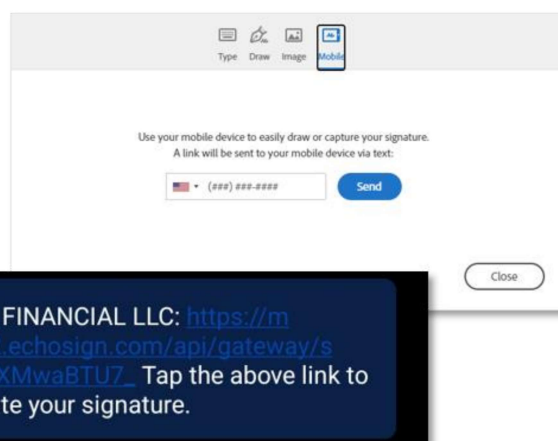 Type Draw Image Mobile
Use your mobile device to easily draw or capture your signature.
A link will be sent to your mobile device via text:
(###) ###-#### Send
Close
FINANCIAL LLC: https://m
.echosign.com/api/gateway/s
XMwaBTU7_ Tap the above link to
te your signature.